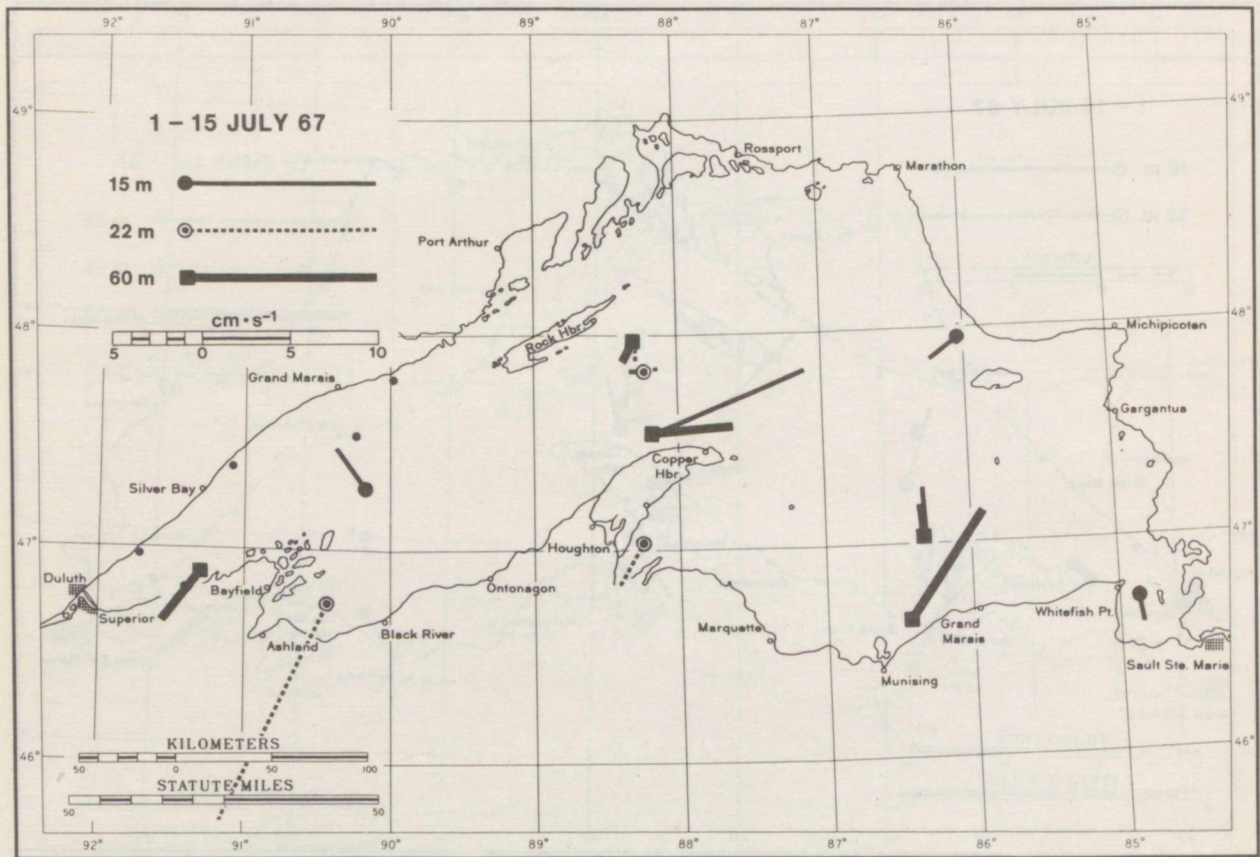 92° 91° 90° 89° 88° 87° 86° 85°
49° 49°
1 – 15 JULY 67
15 m
22 m
60 m
cm·s⁻¹
5 0 5 10
Rossport
Marathon
Port Arthur
48° 48°
Rock Hbr.
Michipicoten
Grand Marais
Gargantua
Copper
Hbr.
Silver Bay
47° 47°
Houghton
Duluth
Bayfield
Ontonagon
Superior
Whitefish Pt.
Grand
Marais
Black River
Marquette
Ashland
Sault Ste. Marie
Munising
46° 46°
KILOMETERS
50 0 50 100
STATUTE MILES
50 0 50
92° 91° 90° 89° 88° 87° 86° 85°